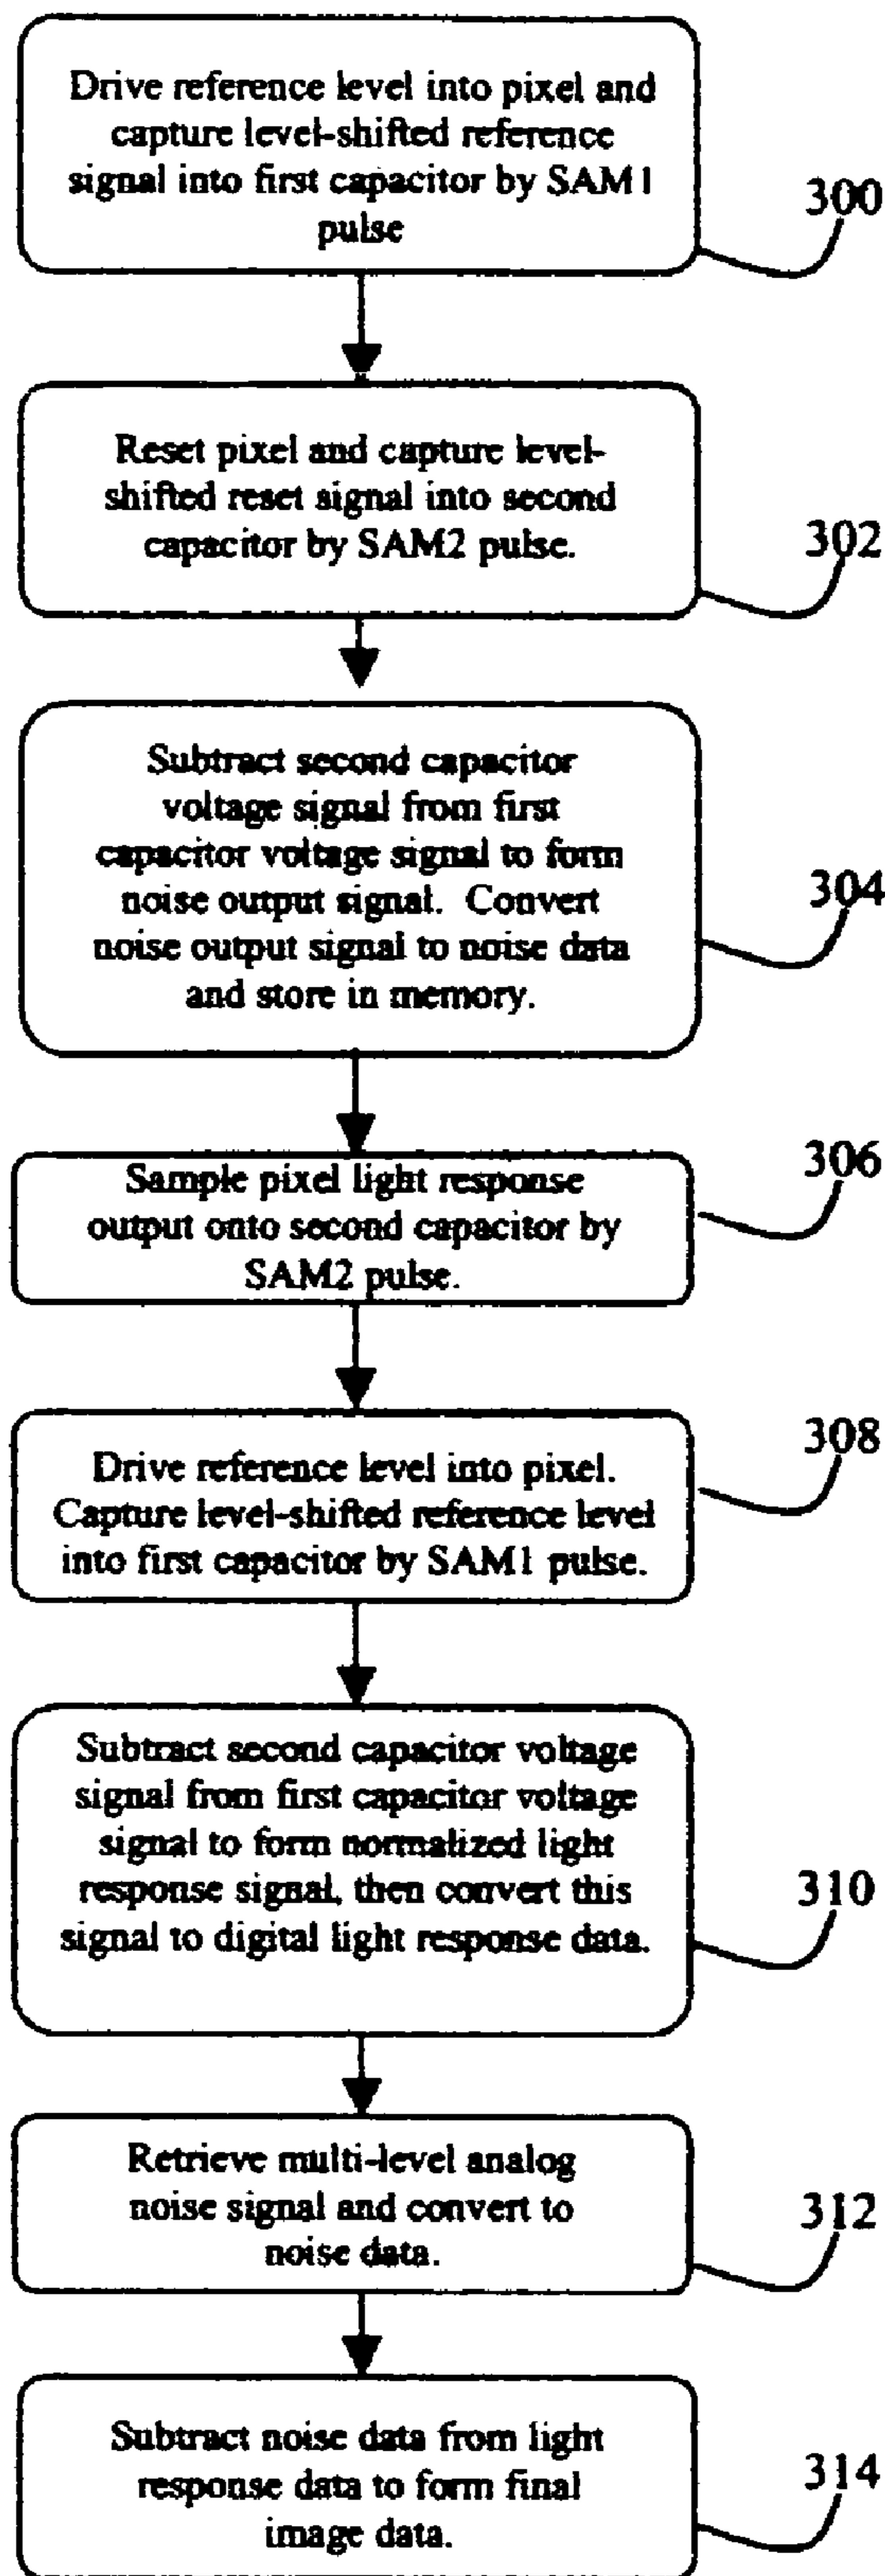 Drive reference level into pixel and
capture level-shifted reference
signal into first capacitor by SAM1
pulse
300
Reset pixel and capture level-
shifted reset signal into second
capacitor by SAM2 pulse.
302
Subtract second capacitor
voltage signal from first
capacitor voltage signal to form
noise output signal. Convert
noise output signal to noise data
and store in memory.
304
Sample pixel light response
output onto second capacitor by
SAM2 pulse.
306
Drive reference level into pixel.
Capture level-shifted reference level
into first capacitor by SAM1 pulse.
308
Subtract second capacitor voltage
signal from first capacitor voltage
signal to form normalized light
response signal, then convert this
signal to digital light response data.
310
Retrieve multi-level analog
noise signal and convert to
noise data.
312
Subtract noise data from light
response data to form final
image data.
314